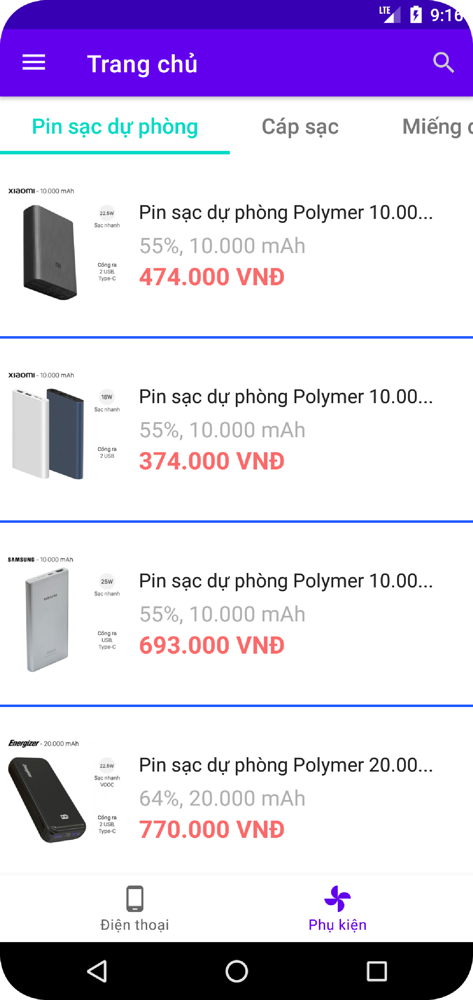 LTE 9:16
Trang chủ
Pin sạc dự phòng Cáp sạc Miếng
xiaomi - 10.000 mAh
22.5W
Sạc nhanh
Cổng ra
2 USB,
Type-C
Pin sạc dự phòng Polymer 10.00...
55%, 10.000 mAh
474.000 VNĐ
xiaomi - 10.000 mAh
18W
Sạc nhanh
Cổng ra
2 USB
Pin sạc dự phòng Polymer 10.00...
55%, 10.000 mAh
374.000 VNĐ
SAMSUNG - 10.000 mAh
SAMSUNG
10000
25W
Sạc nhanh
Cổng ra
USB,
Type-C
Pin sạc dự phòng Polymer 10.00...
55%, 10.000 mAh
693.000 VNĐ
Energizer - 20.000 mAh
Energizer
22.5W
Sạc nhanh
VOOC
Cổng ra
2 USB,
Type-C
Pin sạc dự phòng Polymer 20.00...
64%, 20.000 mAh
770.000 VNĐ
Điện thoại Phụ kiện